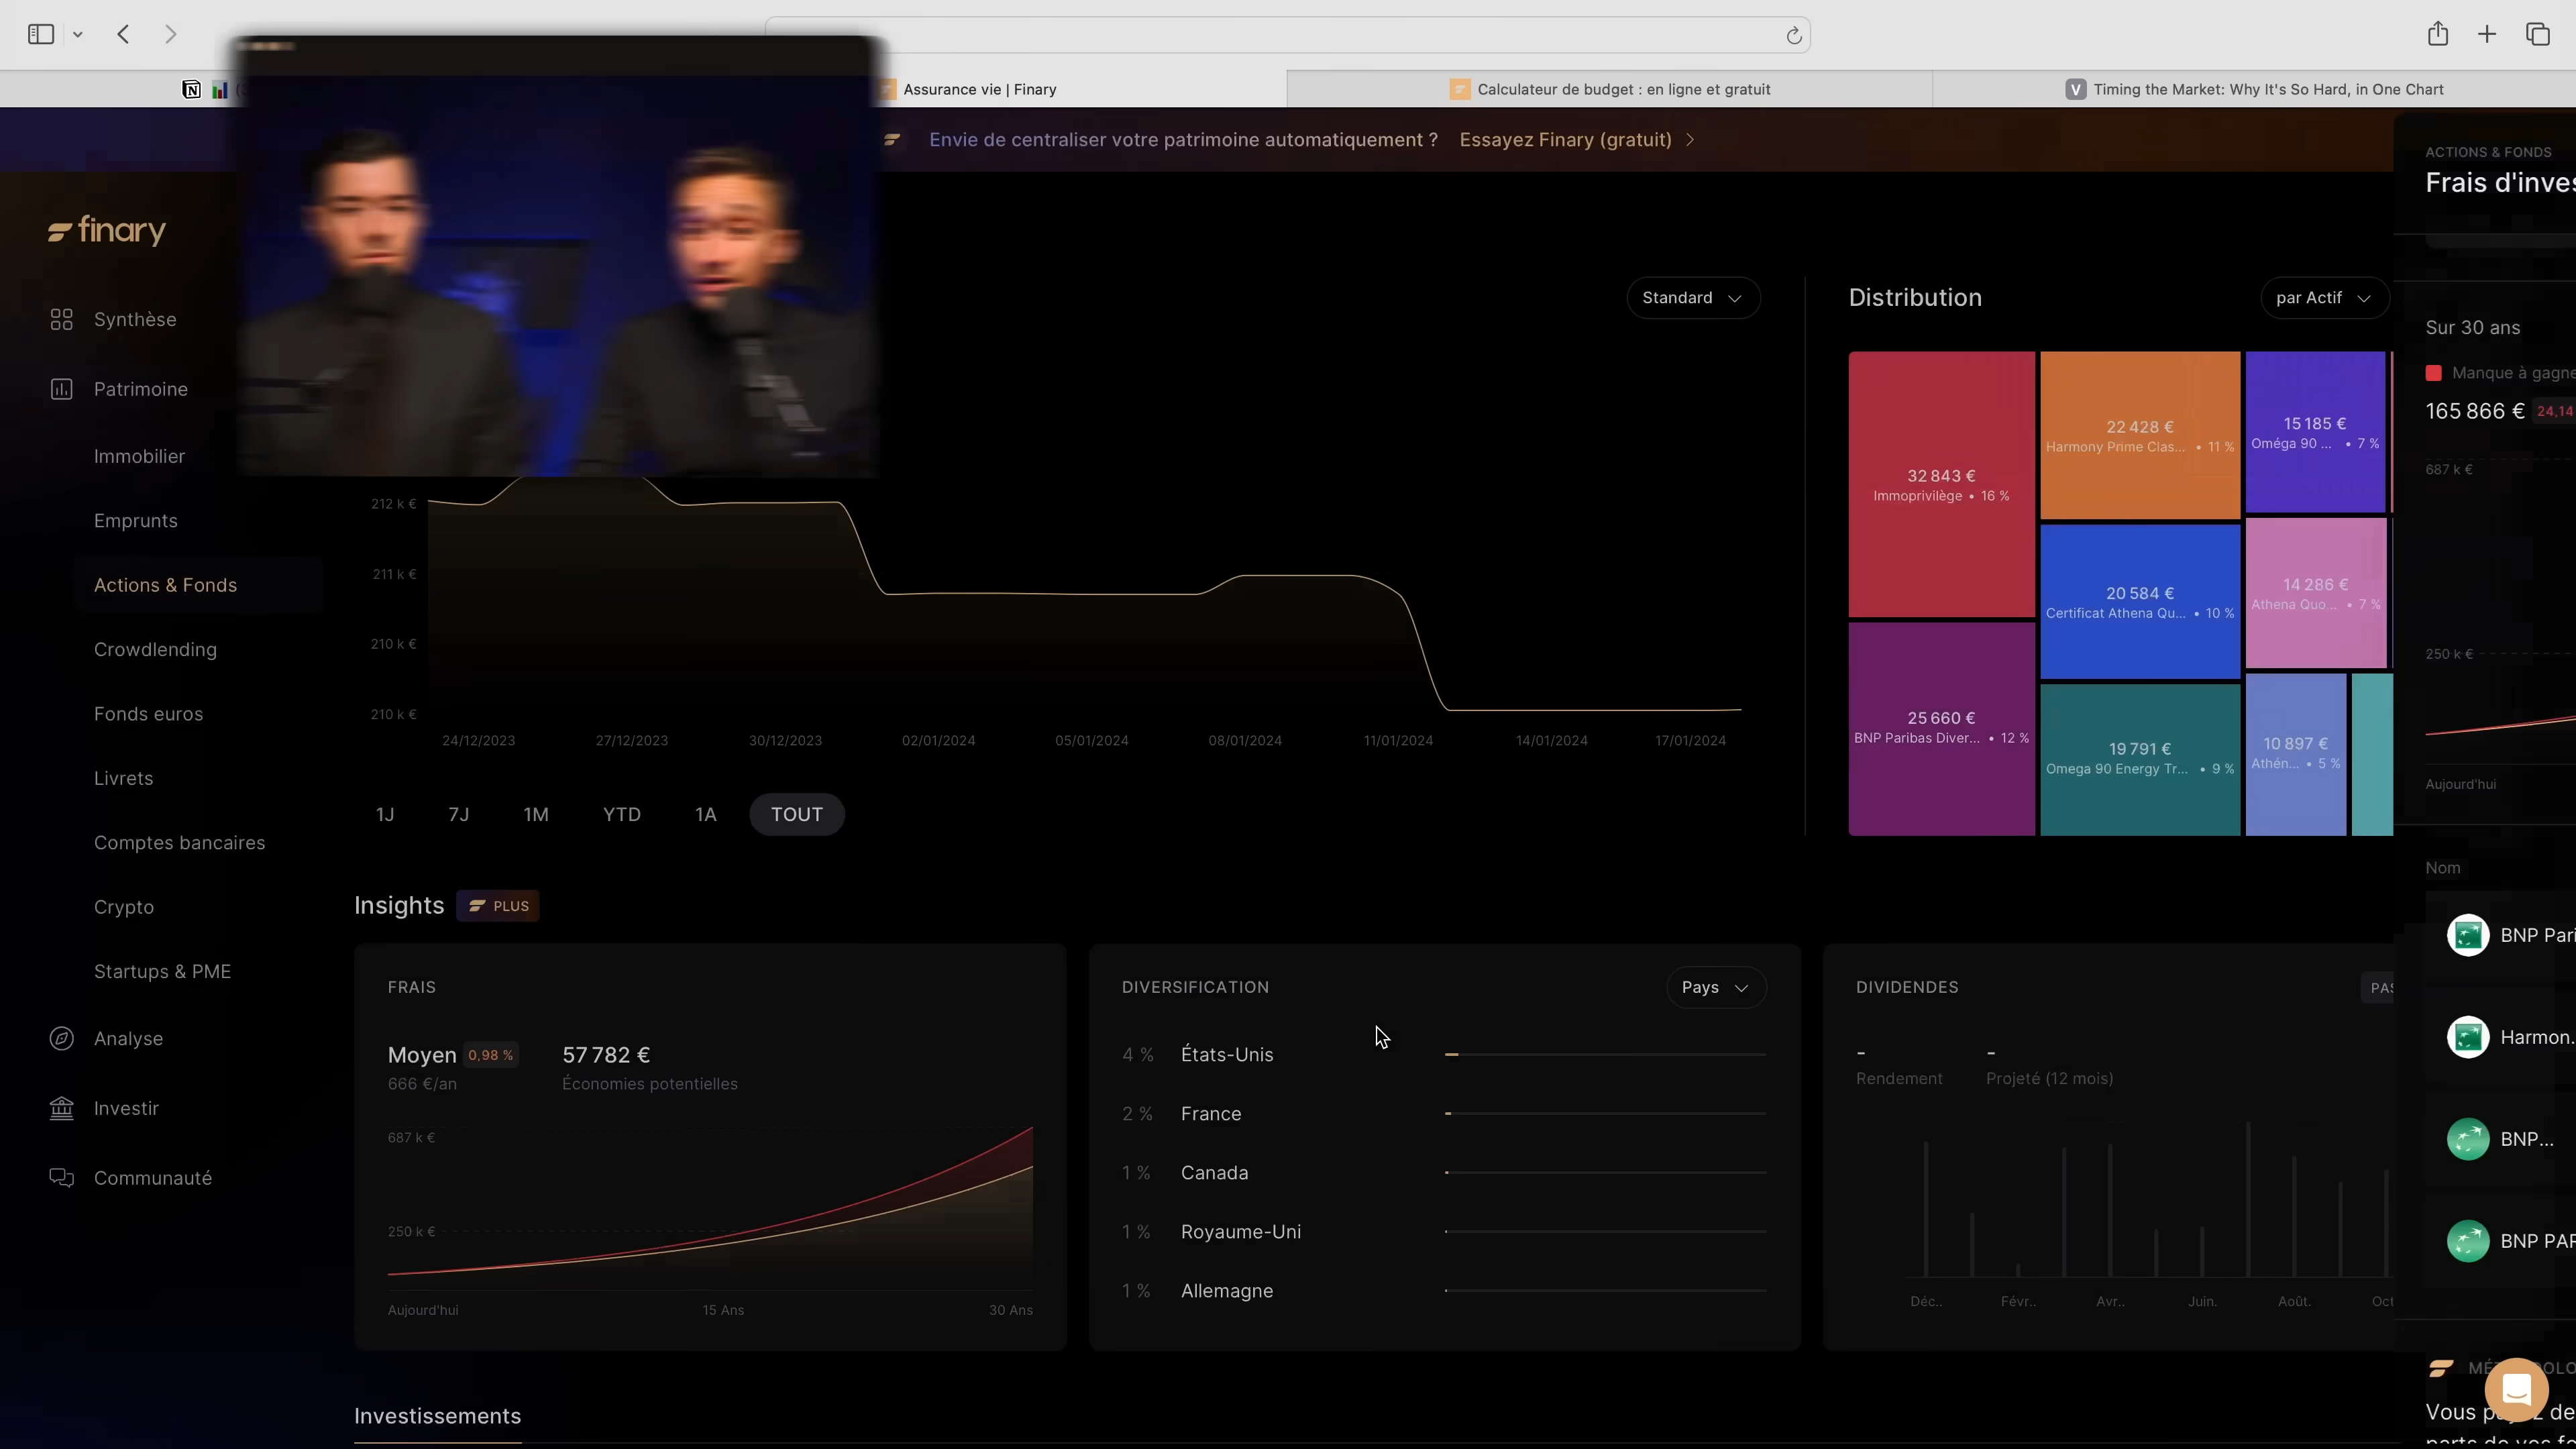 Assurance vie | Finary
Calculateur de budget : en ligne et gratuit
V Timing the Market: Why It's So Hard, in One Chart
Envie de centraliser votre patrimoine automatiquement ? Essayez Finary (gratuit)
finary
Synthèse
Patrimoine
Immobilier
Emprunts
Actions & Fonds
Crowdlending
Fonds euros
Livrets
Comptes bancaires
Crypto
Startups & PME
Analyse
Investir
Communauté
Standard
212 k €
211 k €
210 k €
210 k €
24/12/2023 27/12/2023 30/12/2023 02/01/2024 05/01/2024 08/01/2024 11/01/2024 14/01/2024 17/01/2024
1J 7J 1M YTD 1A TOUT
Distribution
par Actif
32 843 €
Immoprivilège • 16 %
25 660 €
BNP Paribas Diver... • 12 %
22 428 €
Harmony Prime Clas... • 11 %
20 584 €
Certificat Athena Qu... • 10 %
19 791 €
Omega 90 Energy Tr... • 9 %
15 185 €
Oméga 90 ... • 7 %
14 286 €
Athena Quo... • 7 %
10 897 €
Athén... • 5 %
Insights PLUS
FRAIS
Moyen 0,98 % 57 782 €
666 €/an Économies potentielles
687 k €
250 k €
Aujourd'hui 15 Ans 30 Ans
DIVERSIFICATION
Pays
4 % États-Unis
2 % France
1 % Canada
1 % Royaume-Uni
1 % Allemagne
DIVIDENDES
PAS
- -
Rendement Projeté (12 mois)
Déc.. Févr.. Avr.. Juin. Août. Oct
Investissements
ACTIONS & FONDS
Frais d'inves
Sur 30 ans
Manque à gagne
165 866 € 24,14
687 k €
250 k €
Aujourd'hui
Nom
BNP Pari
Harmon.
BNP...
BNP PAR
Vous